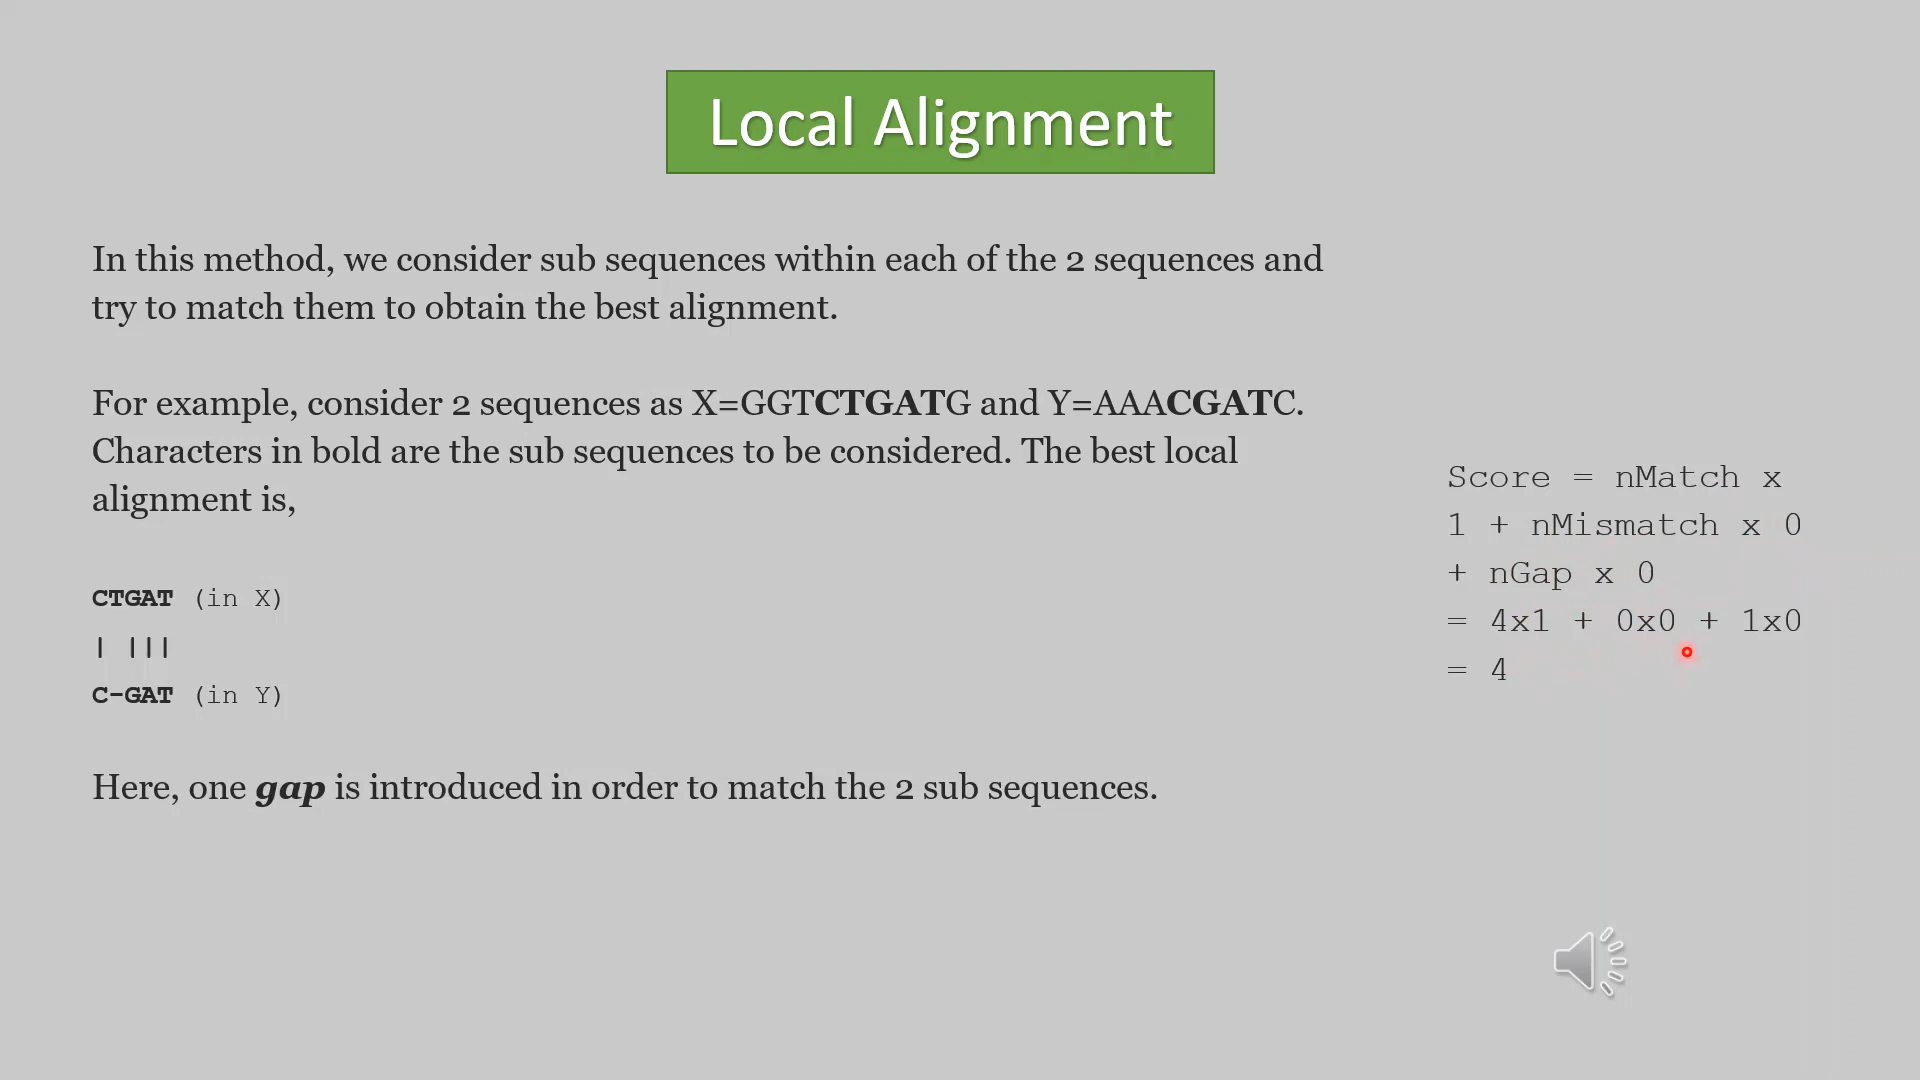 Local Alignment
In this method, we consider sub sequences within each of the 2 sequences and
try to match them to obtain the best alignment.
For example, consider 2 sequences as X=GGTCTGATG and Y=AAACGATC.
Characters in bold are the sub sequences to be considered. The best local
alignment is,
CTGAT (in X)
| |||
C-GAT (in Y)
Here, one gap is introduced in order to match the 2 sub sequences.
Score = nMatch x
1 + nMismatch x 0
+ nGap x 0
= 4x1 + 0x0 + 1x0
= 4